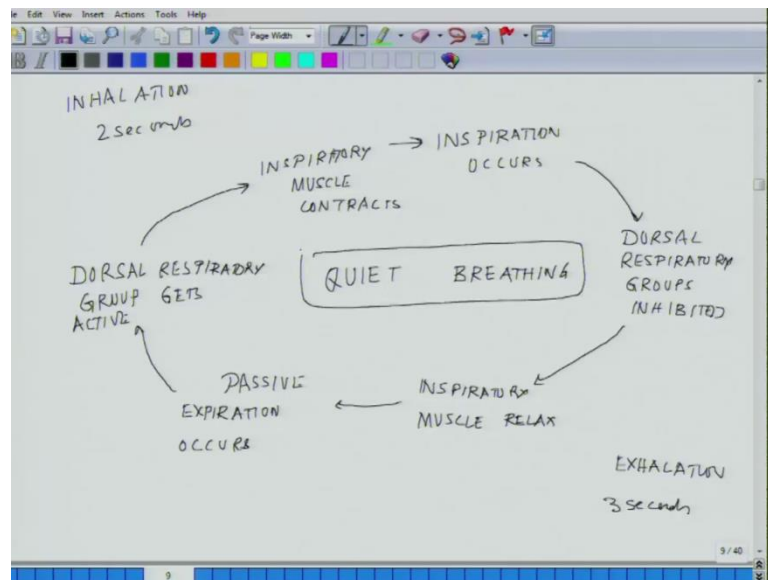 File Edit View Insert Actions Tools Help
Page Width
B I
INHALATION
2 seconds
INSPIRATORY
MUSCLE
CONTRACTS
INSPIRATION
OCCURS
DORSAL
RESPIRATORY
GROUPS
INHIBITED
DORSAL RESPIRATORY
GROUP GETS
ACTIVE
QUIET BREATHING
INSPIRATORY
MUSCLE RELAX
PASSIVE
EXPIRATION
OCCURS
EXHALATION
3 seconds
9/40
9